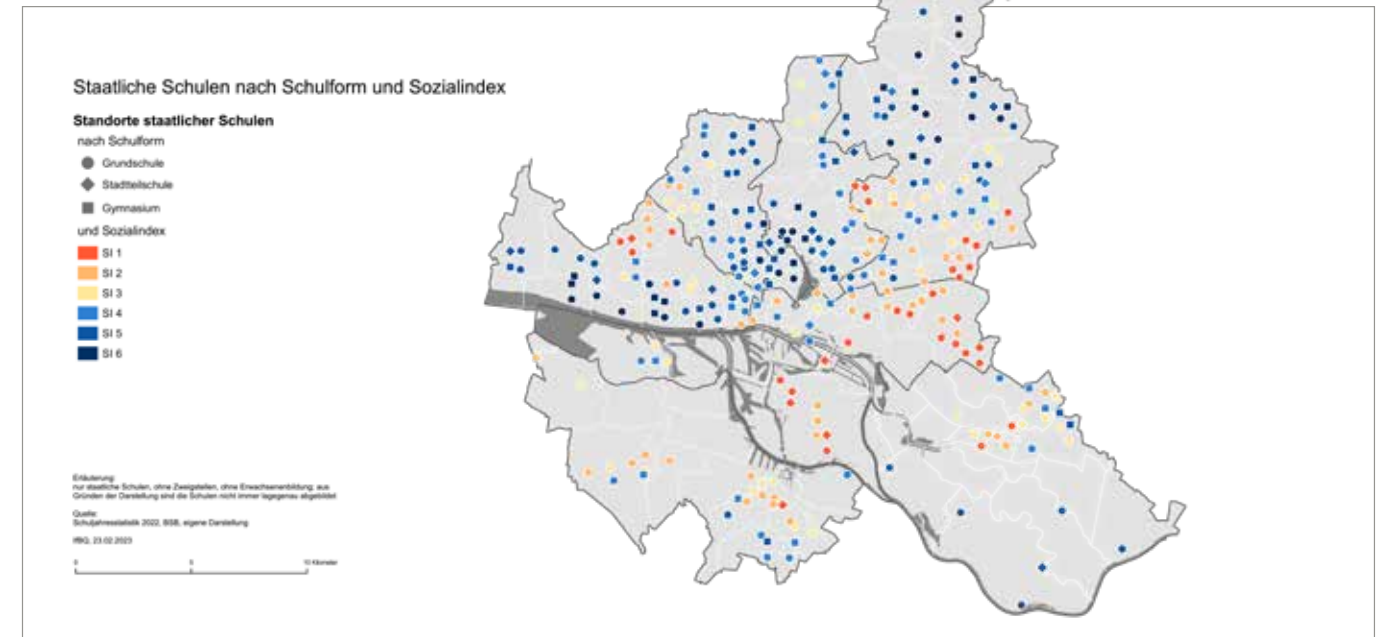 Staatliche Schulen nach Schulform und Sozialindex
Standorte staatlicher Schulen
nach Schulform
Grundschule
Stadtteilschule
Gymnasium
und Sozialindex
SI 1
SI 2
SI 3
SI 4
SI 5
SI 6
Erläuterung:
nur staatliche Schulen, ohne Zweigstellen, ohne Erwachsenenbildung; aus
Gründen der Darstellung sind die Schulen nicht immer lagegenau abgebildet
Quelle:
Schuljahresstatistik 2022, BSB, eigene Darstellung
IfBQ, 23.02.2023
0 5 10 Kilometer